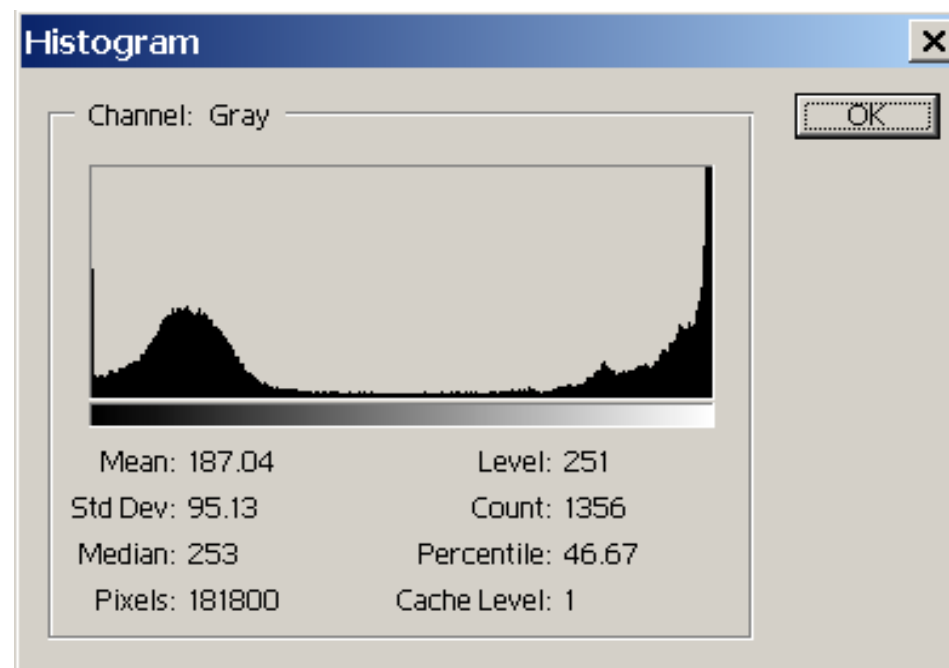 Histogram
Channel: Gray
OK
Mean: 187.04 Level: 251
Std Dev: 95.13 Count: 1356
Median: 253 Percentile: 46.67
Pixels: 181800 Cache Level: 1